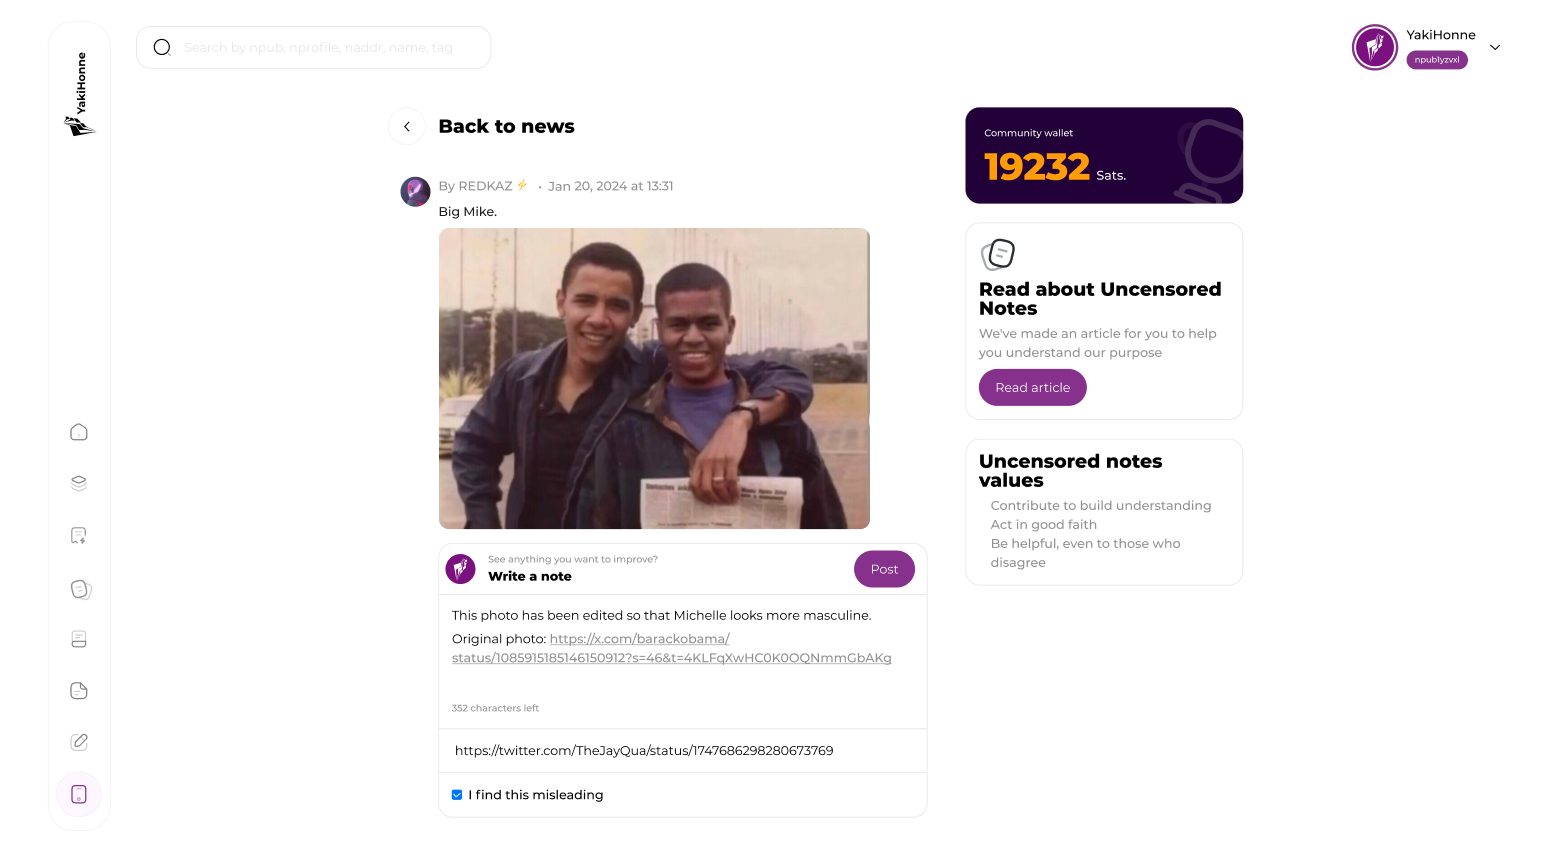 YakiHonne
Search by npub, nprofile, naddr, name, tag
YakiHonne
npub1yzvxl
Back to news
By REDKAZ ⚡ • Jan 20, 2024 at 13:31
Big Mike.
See anything you want to improve?
Write a note
Post
This photo has been edited so that Michelle looks more masculine.
Original photo: https://x.com/barackobama/
status/1085915185146150912?s=46&t=4KLFqXwHC0K0OQNmmGbAKg
352 characters left
https://twitter.com/TheJayQua/status/1747686298280673769
I find this misleading
Community wallet
19232 Sats.
Read about Uncensored
Notes
We've made an article for you to help
you understand our purpose
Read article
Uncensored notes
values
Contribute to build understanding
Act in good faith
Be helpful, even to those who
disagree